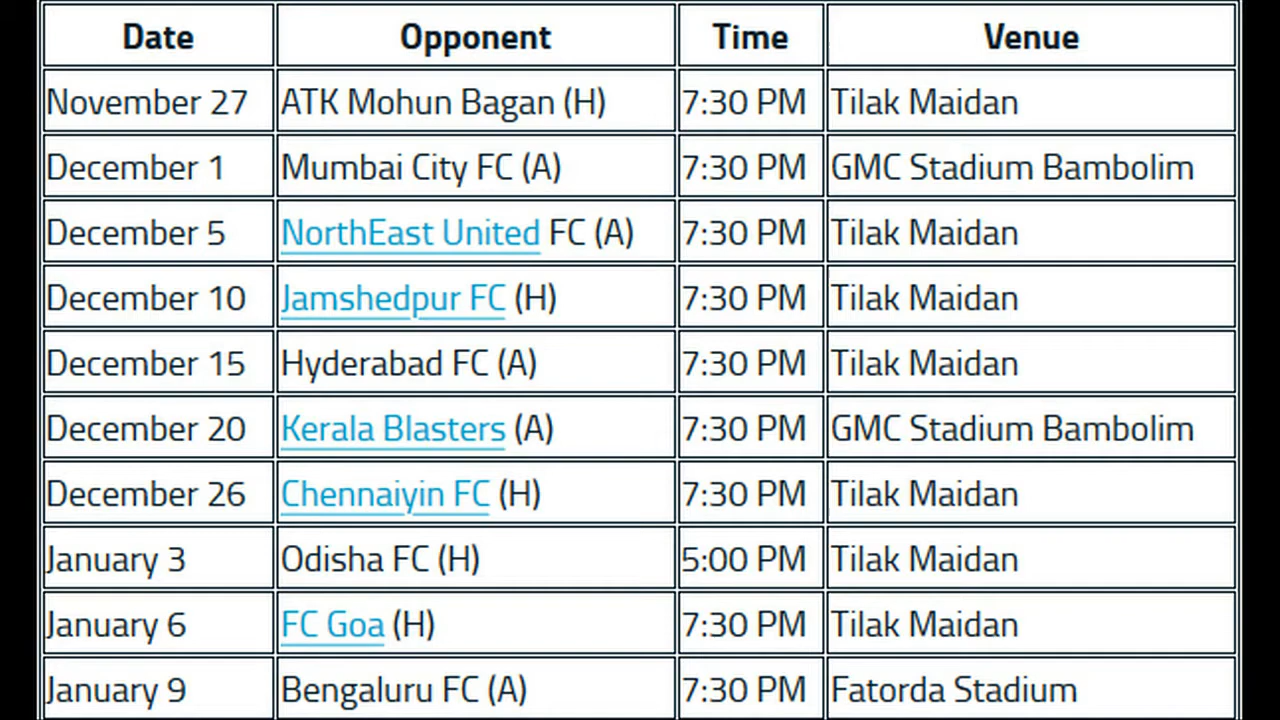 Date Opponent Time Venue
November 27 ATK Mohun Bagan (H) 7:30 PM Tilak Maidan
December 1 Mumbai City FC (A) 7:30 PM GMC Stadium Bambolim
December 5 NorthEast United FC (A) 7:30 PM Tilak Maidan
December 10 Jamshedpur FC (H) 7:30 PM Tilak Maidan
December 15 Hyderabad FC (A) 7:30 PM Tilak Maidan
December 20 Kerala Blasters (A) 7:30 PM GMC Stadium Bambolim
December 26 Chennaiyin FC (H) 7:30 PM Tilak Maidan
January 3 Odisha FC (H) 5:00 PM Tilak Maidan
January 6 FC Goa (H) 7:30 PM Tilak Maidan
January 9 Bengaluru FC (A) 7:30 PM Fatorda Stadium